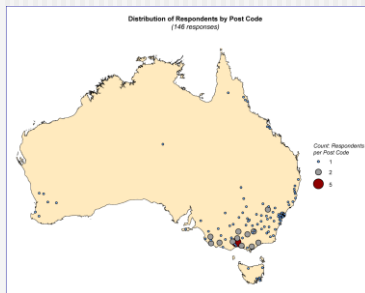 Distribution of Respondents by Post Code
(146 responses)
Count: Respondents
per Post Code
1
2
5